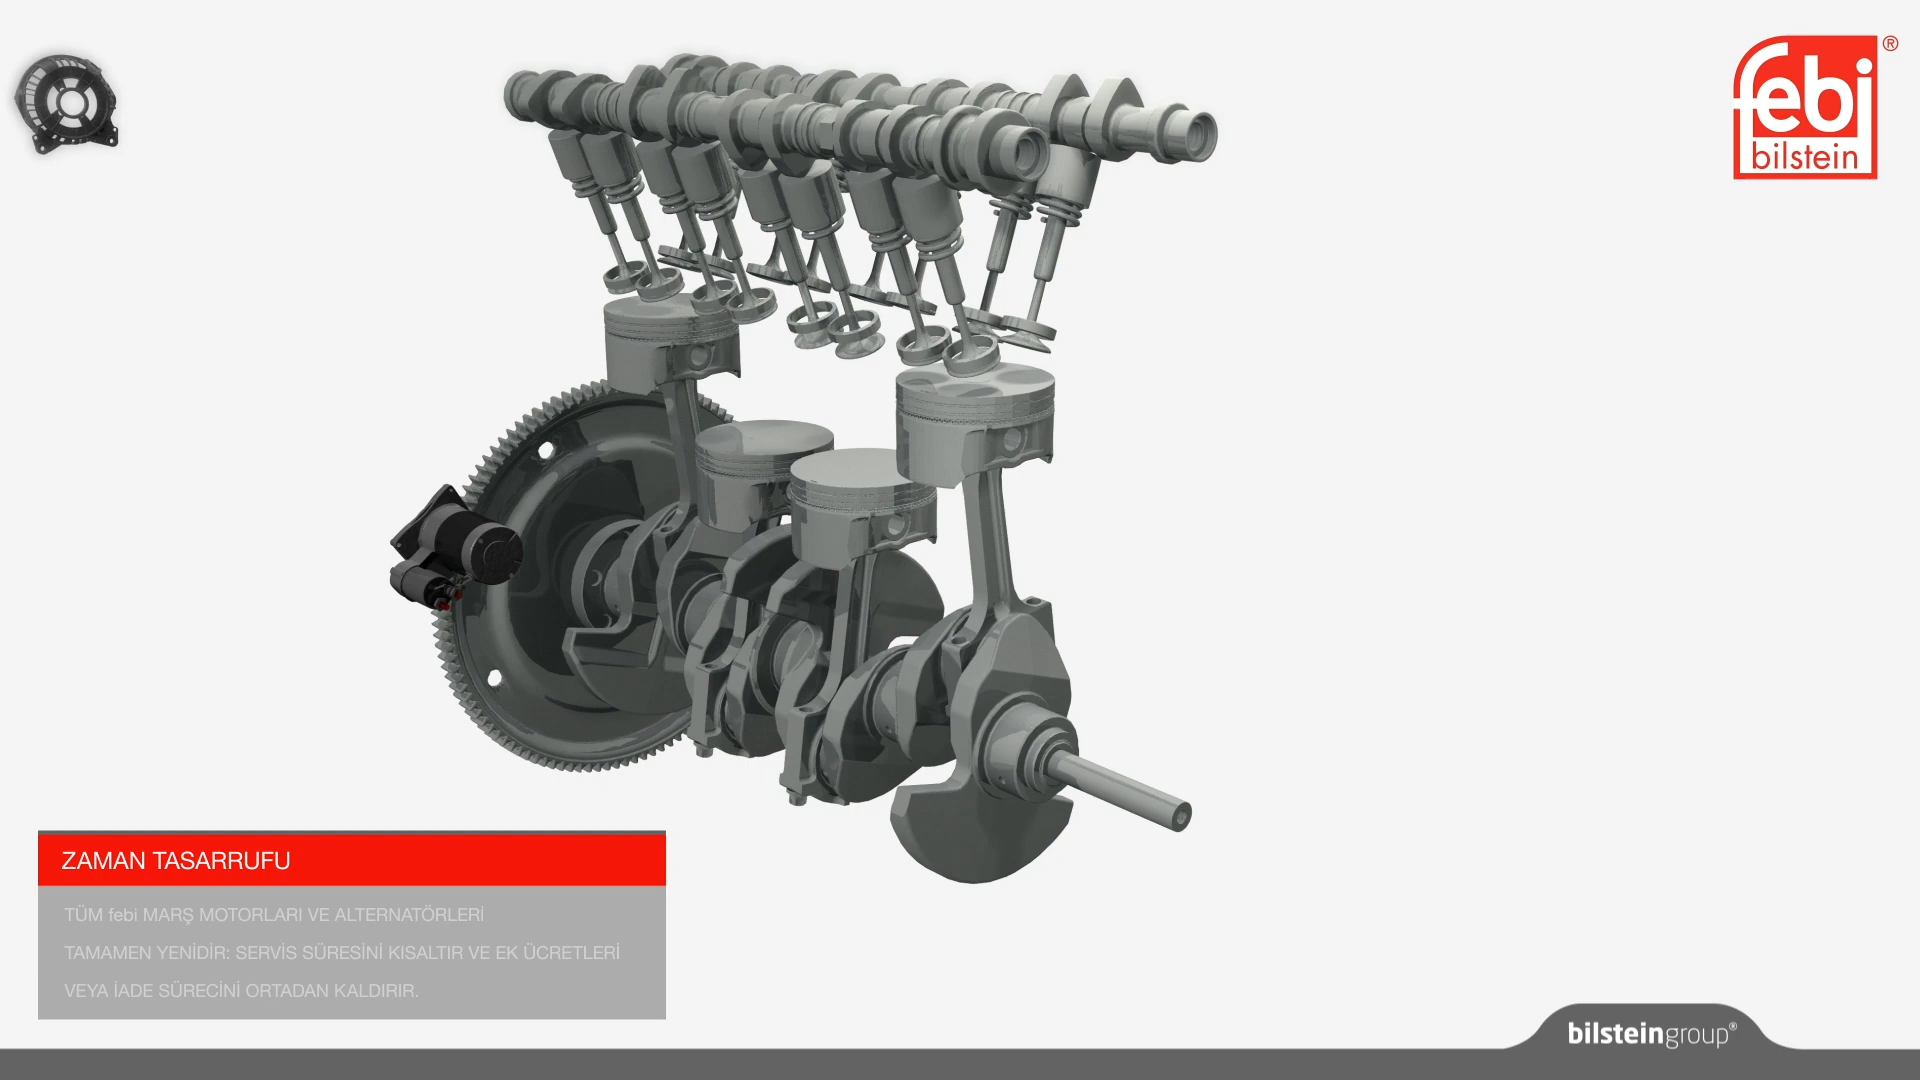 febi®
bilstein
ZAMAN TASARRUFU
TÜM febi MARŞ MOTORLARI VE ALTERNATÖRLERİ
TAMAMEN YENİDİR: SERVİS SÜRESİNİ KISALTIR VE EK ÜCRETLERİ
VEYA İADE SÜRECİNİ ORTADAN KALDIRIR.
bilsteingroup®